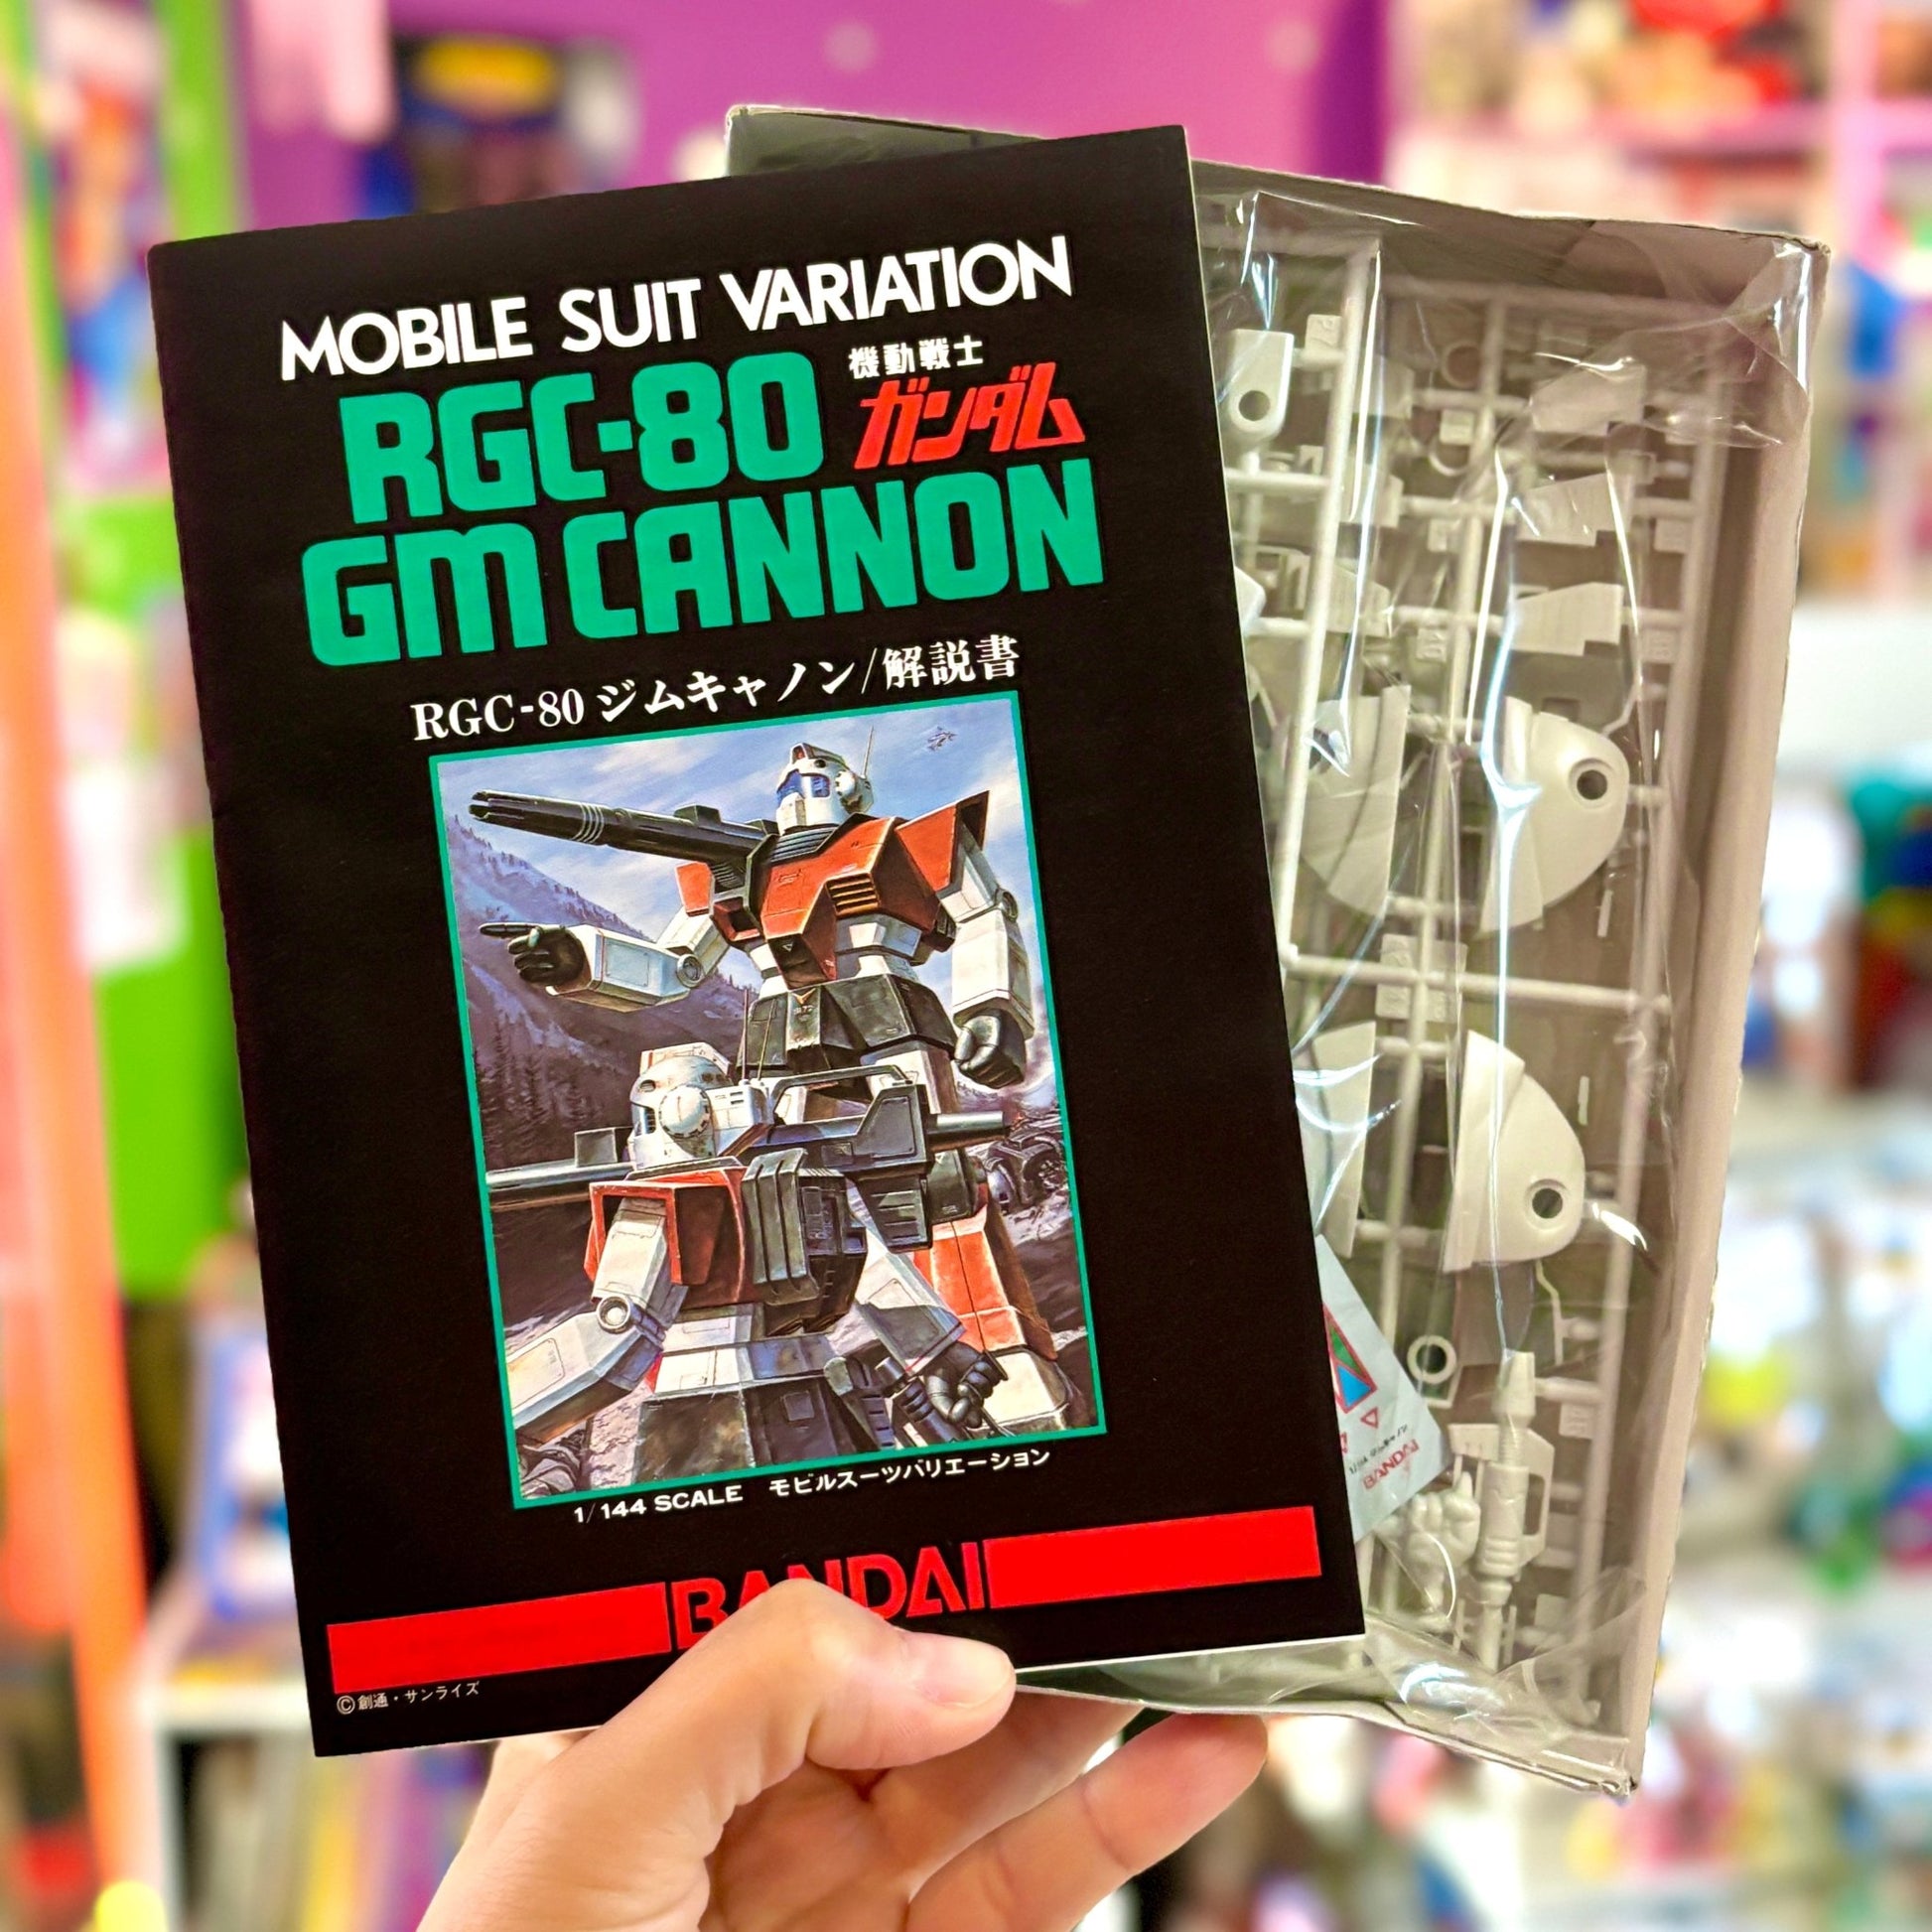 MOBILE SUIT VARIATION
RGC-80
機動戦士
ガンダム
GM CANNON
RGC-80 ジムキャノン/解説書
1/144 SCALE モビルスーツバリエーション
BANDAI
©創通・サンライズ
BANDAI